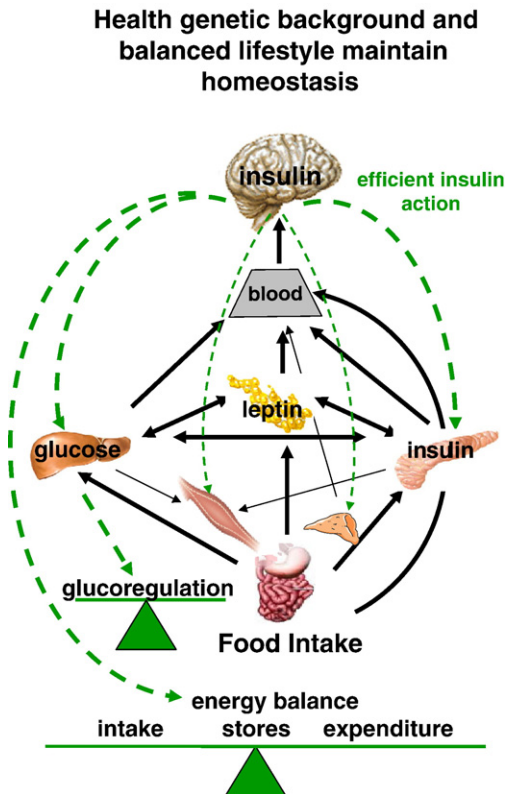 Health genetic background and
balanced lifestyle maintain
homeostasis
insulin
efficient insulin
action
blood
leptin
glucose
insulin
glucoregulation
Food Intake
energy balance
intake stores expenditure